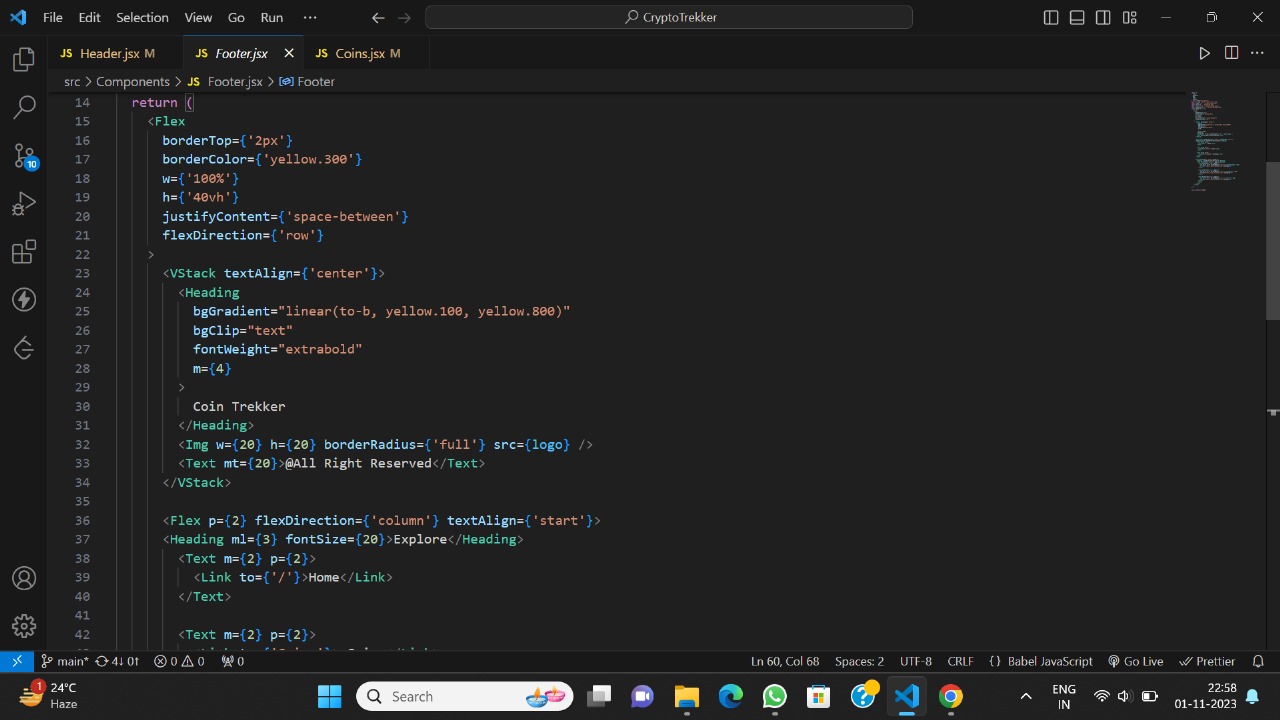 File Edit Selection View Go Run ··· CryptoTrekker
JS Header.jsx M JS Footer.jsx JS Coins.jsx M
src > Components > JS Footer.jsx > Footer
14 return (
15 <Flex
16 borderTop={'2px'}
17 borderColor={'yellow.300'}
18 w={'100%'}
19 h={'40vh'}
20 justifyContent={'space-between'}
21 flexDirection={'row'}
22 >
23 <VStack textAlign={'center'}>
24 <Heading
25 bgGradient="linear(to-b, yellow.100, yellow.800)"
26 bgClip="text"
27 fontWeight="extrabold"
28 m={4}
29 >
30 Coin Trekker
31 </Heading>
32 <Img w={20} h={20} borderRadius={'full'} src={logo} />
33 <Text mt={20}>@All Right Reserved</Text>
34 </VStack>
35
36 <Flex p={2} flexDirection={'column'} textAlign={'start'}>
37 <Heading ml={3} fontSize={20}>Explore</Heading>
38 <Text m={2} p={2}>
39 <Link to={'/'}>Home</Link>
40 </Text>
41
42 <Text m={2} p={2}>
10
main* 4↓ 0↑ 0 0 0 Ln 60, Col 68 Spaces: 2 UTF-8 CRLF {} Babel JavaScript Go Live Prettier
1 24°C
Haze
Search
ENG
IN
22:58
01-11-2023